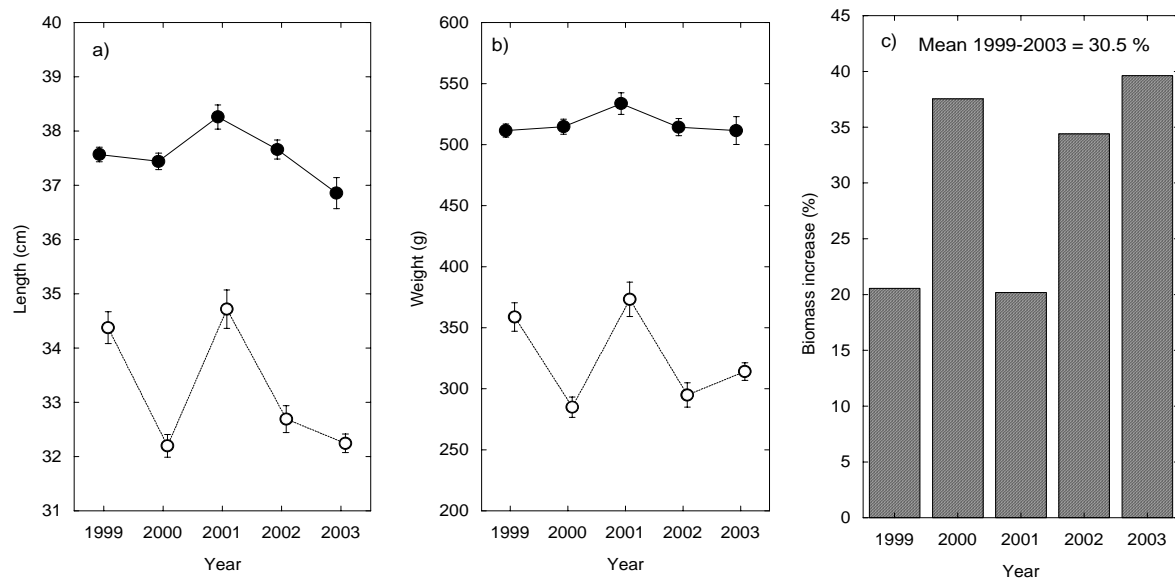 a)
40
39
38
37
36
35
34
33
32
31
Length (cm)
1999 2000 2001 2002 2003
Year
b)
600
550
500
450
400
350
300
250
200
Weight (g)
1999 2000 2001 2002 2003
Year
c) Mean 1999-2003 = 30.5 %
45
40
35
30
25
20
15
10
5
0
Biomass increase (%)
1999 2000 2001 2002 2003
Year